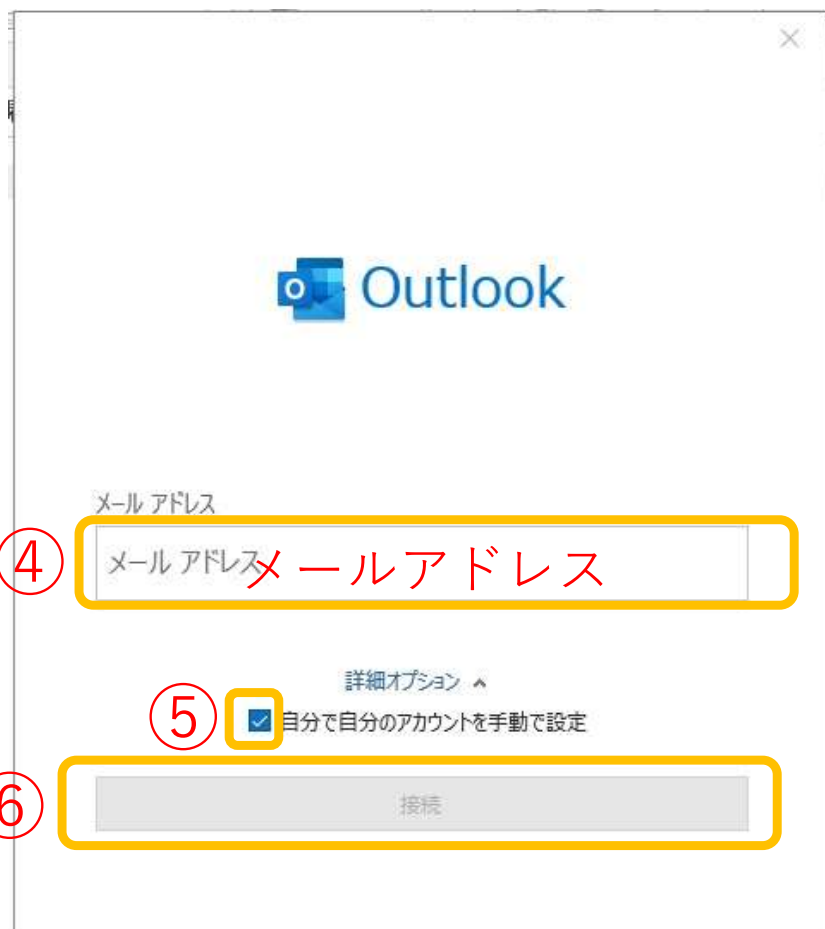 Outlook
メール アドレス
④
メール アドレス
メールアドレス
詳細オプション
⑤
自分で自分のアカウントを手動で設定
⑥
接続